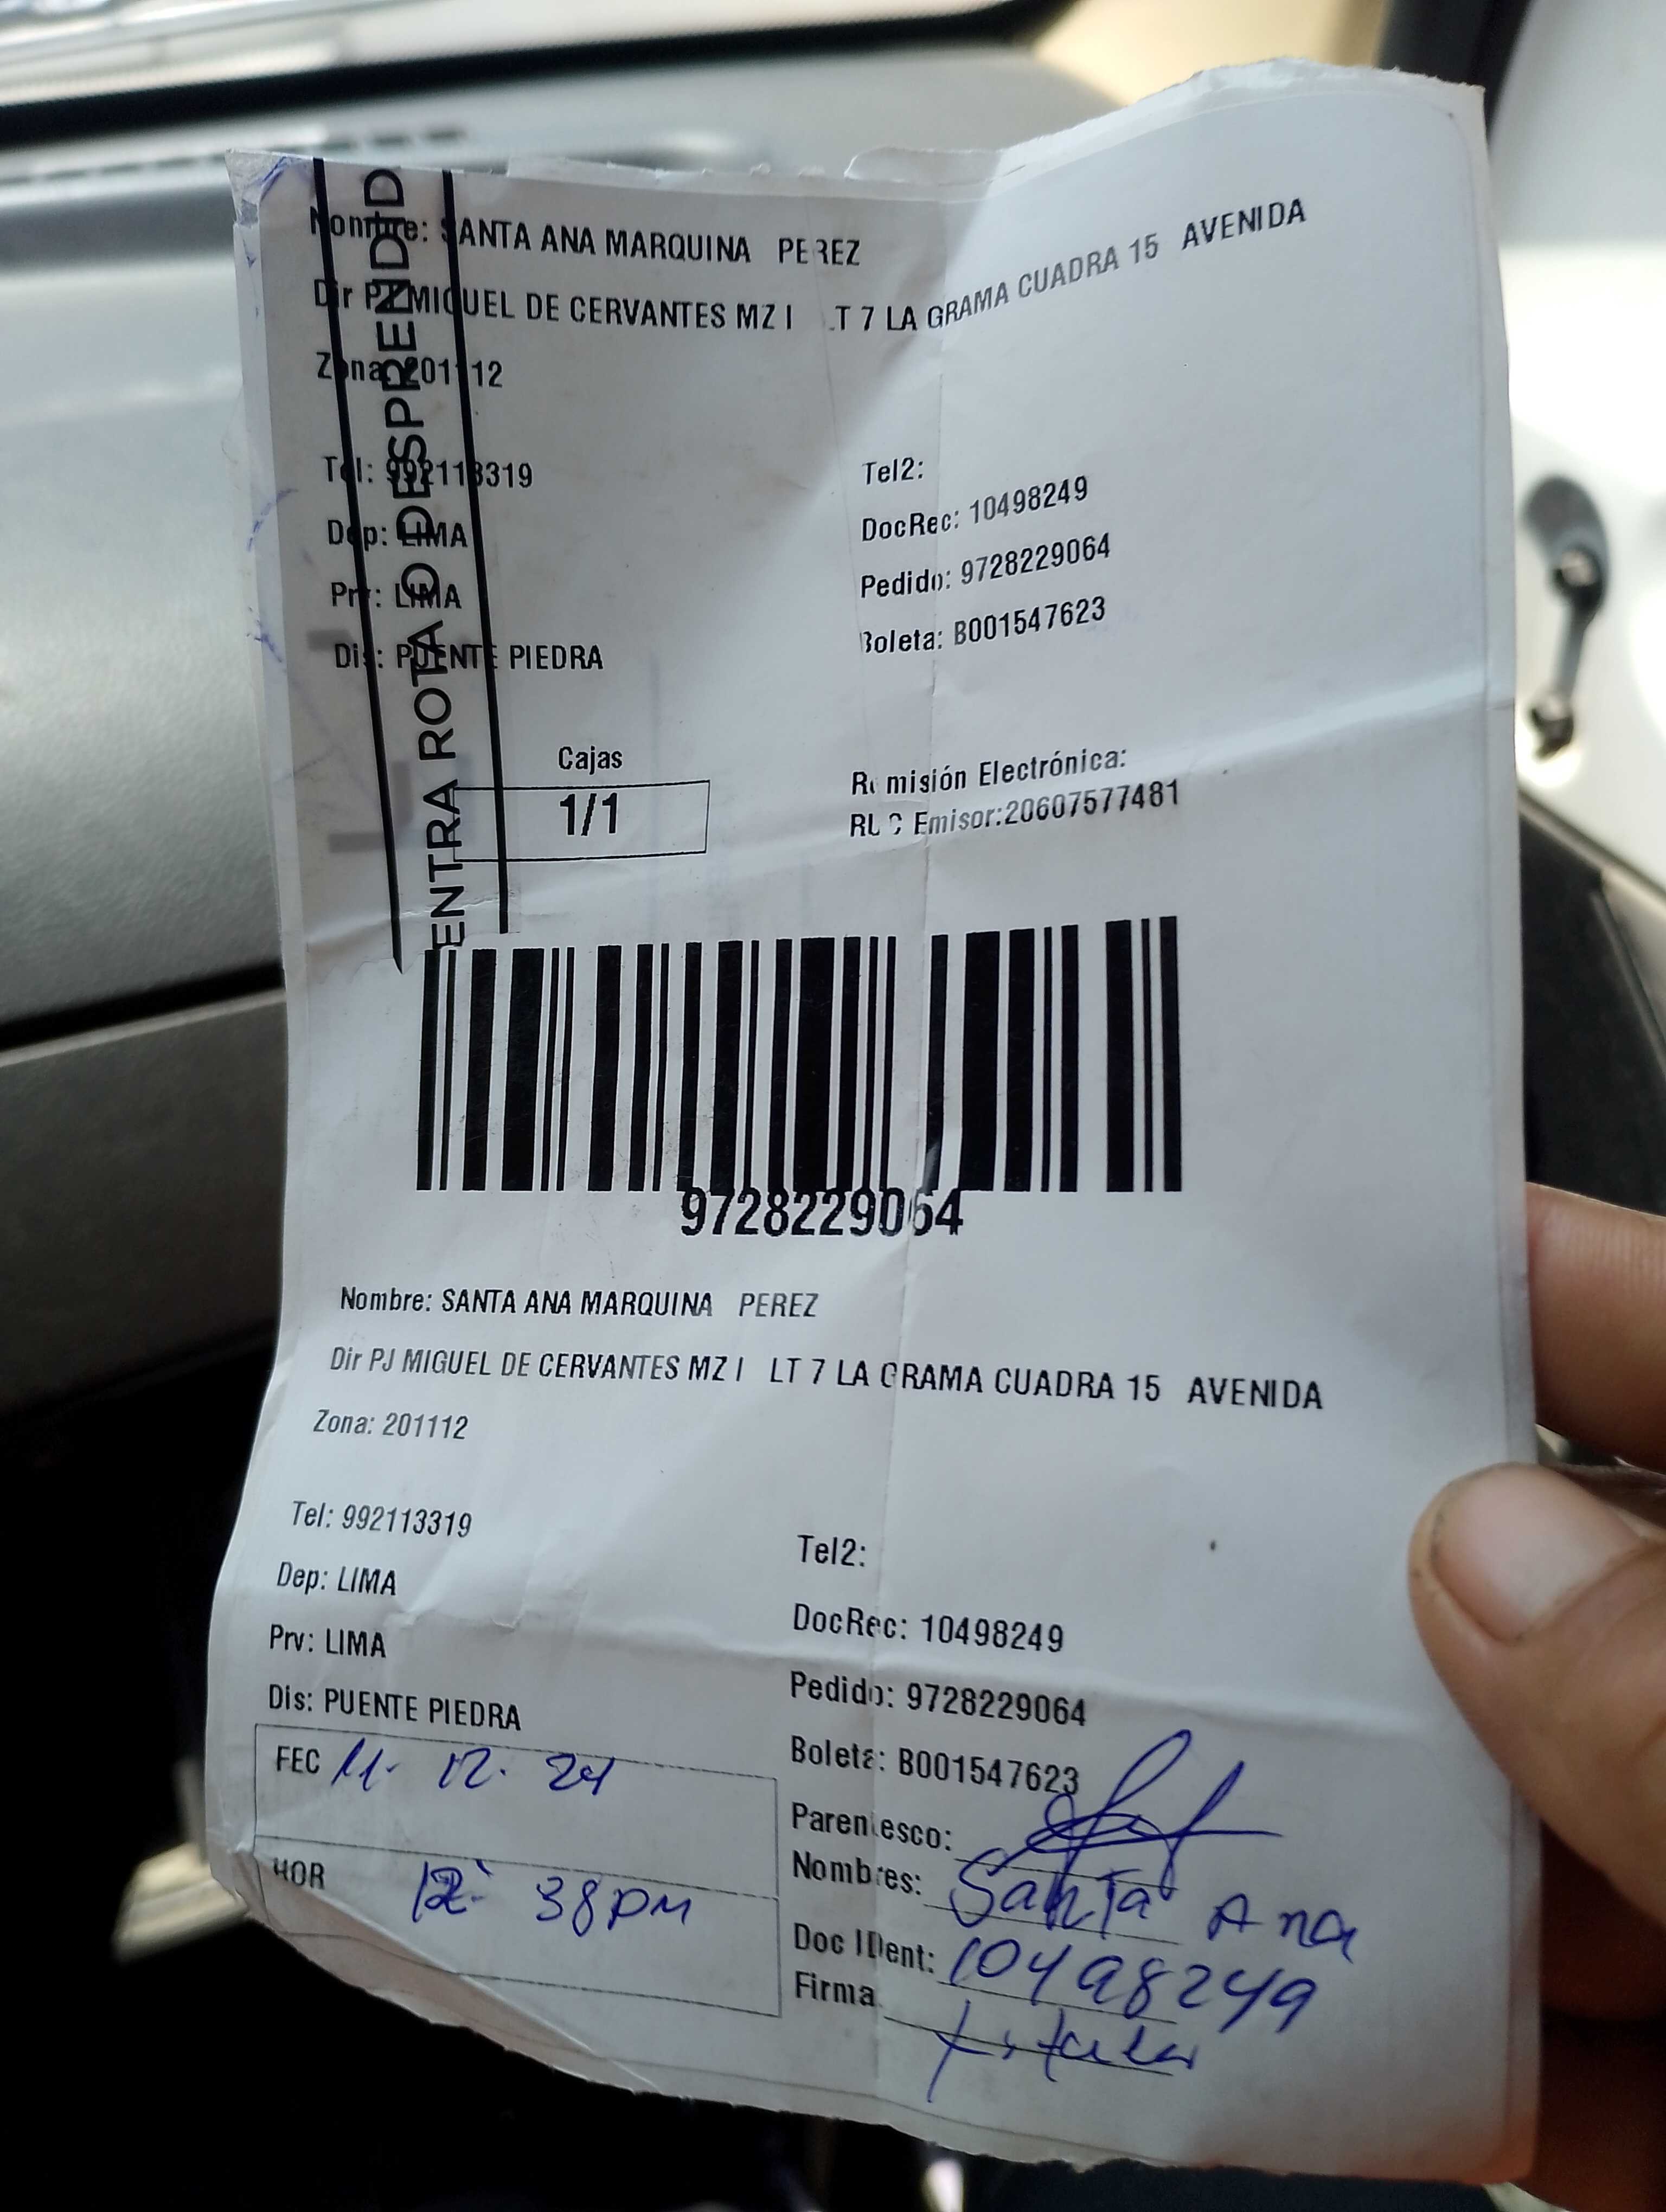 ENTRA ROTA O DESPRENDID
Nombre: SANTA ANA MARQUINA PEREZ
Dir PJ MIGUEL DE CERVANTES MZ I LT 7 LA GRAMA CUADRA 15 AVENIDA
Zona: 201112
Tel: 992113319
Tel2:
Dep: LIMA
DocRec: 10498249
Prv: LIMA
Pedido: 9728229064
Dis: PUENTE PIEDRA
Boleta: B001547623
Cajas
1/1
Remisión Electrónica:
RUC Emisor:20607577481
9728229064
Nombre: SANTA ANA MARQUINA PEREZ
Dir PJ MIGUEL DE CERVANTES MZ I LT 7 LA GRAMA CUADRA 15 AVENIDA
Zona: 201112
Tel: 992113319
Tel2:
Dep: LIMA
DocRec: 10498249
Prv: LIMA
Pedido: 9728229064
Dis: PUENTE PIEDRA
Boleta: B001547623
FEC 11. 12. 24
Parentesco:
Nombres: Santa Ana
HOR 12: 38 pm
Doc IDent: 10498249
Firma
titular